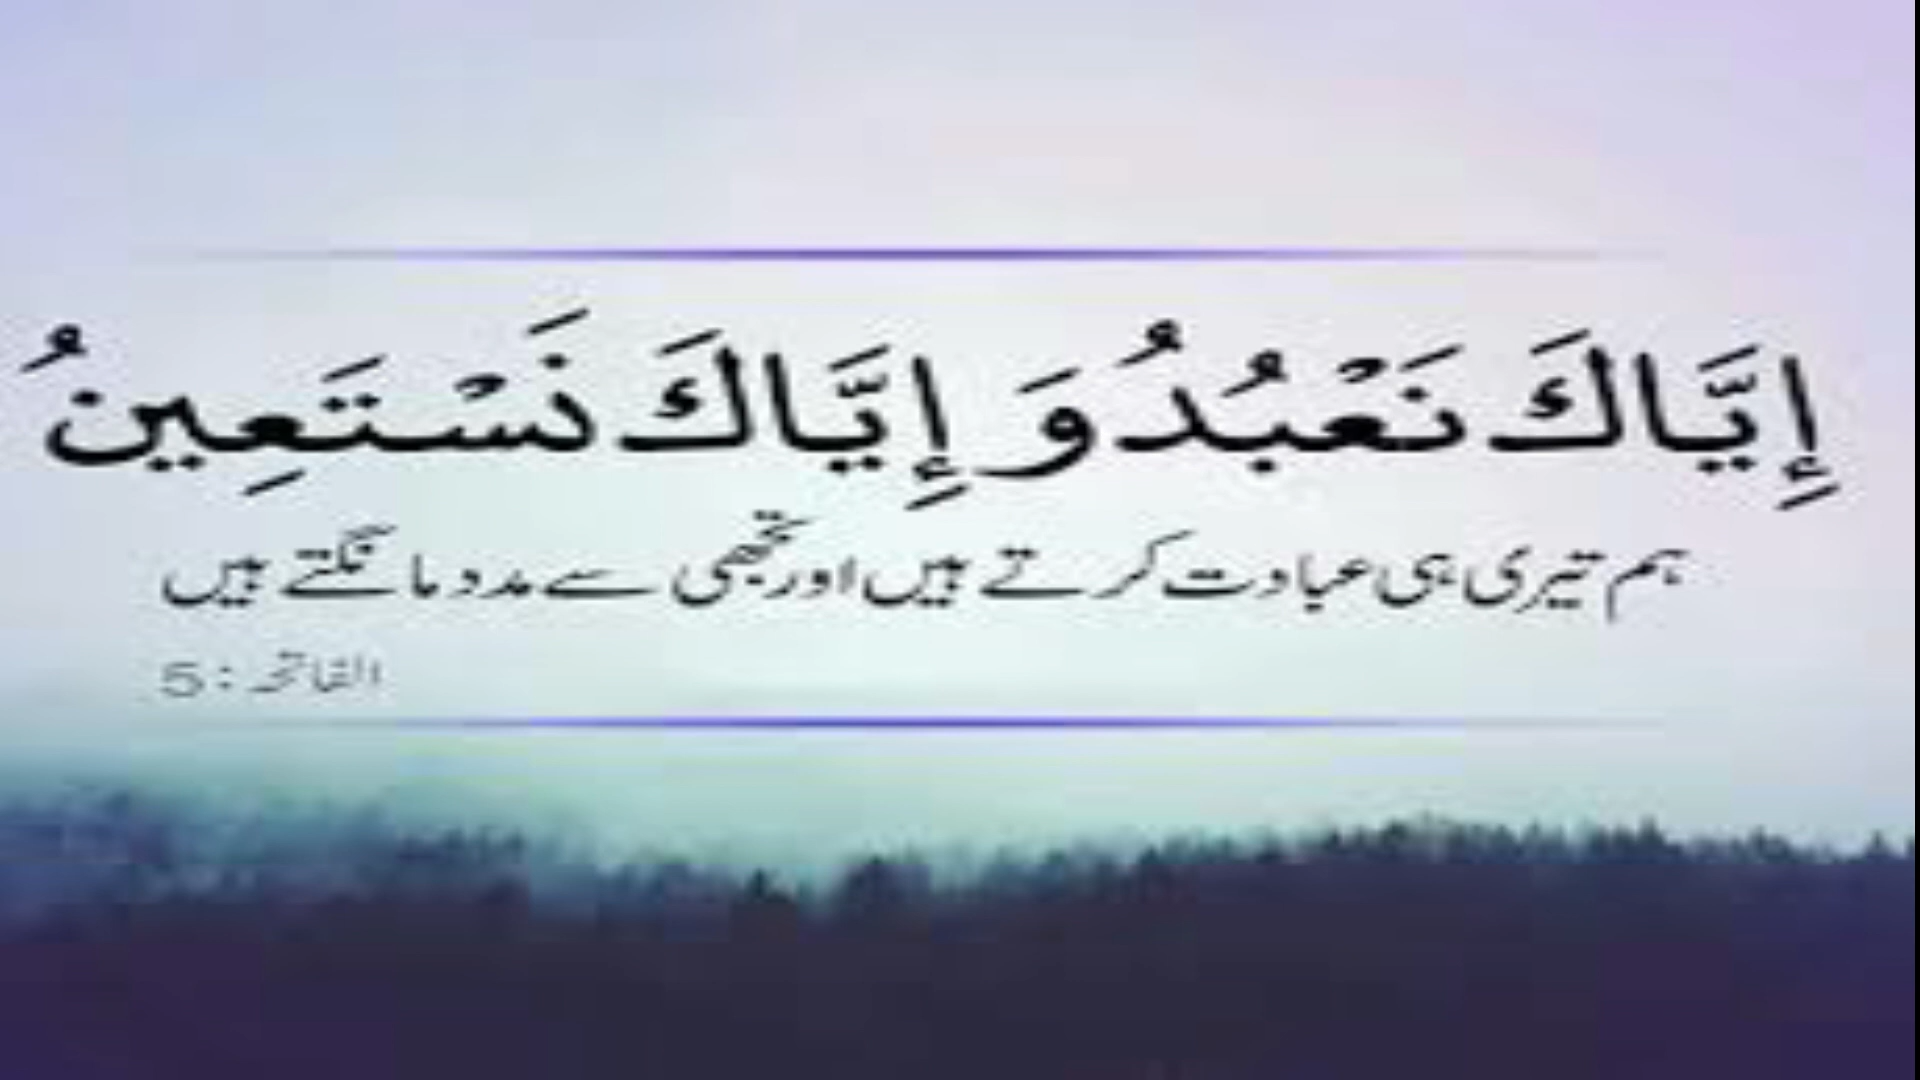 إِيَّاكَ نَعْبُدُ وَ إِيَّاكَ نَسْتَعِينُ
ہم تیری ہی عبادت کرتے ہیں اور تجھی سے مدد مانگتے ہیں
الفاتحہ : 5